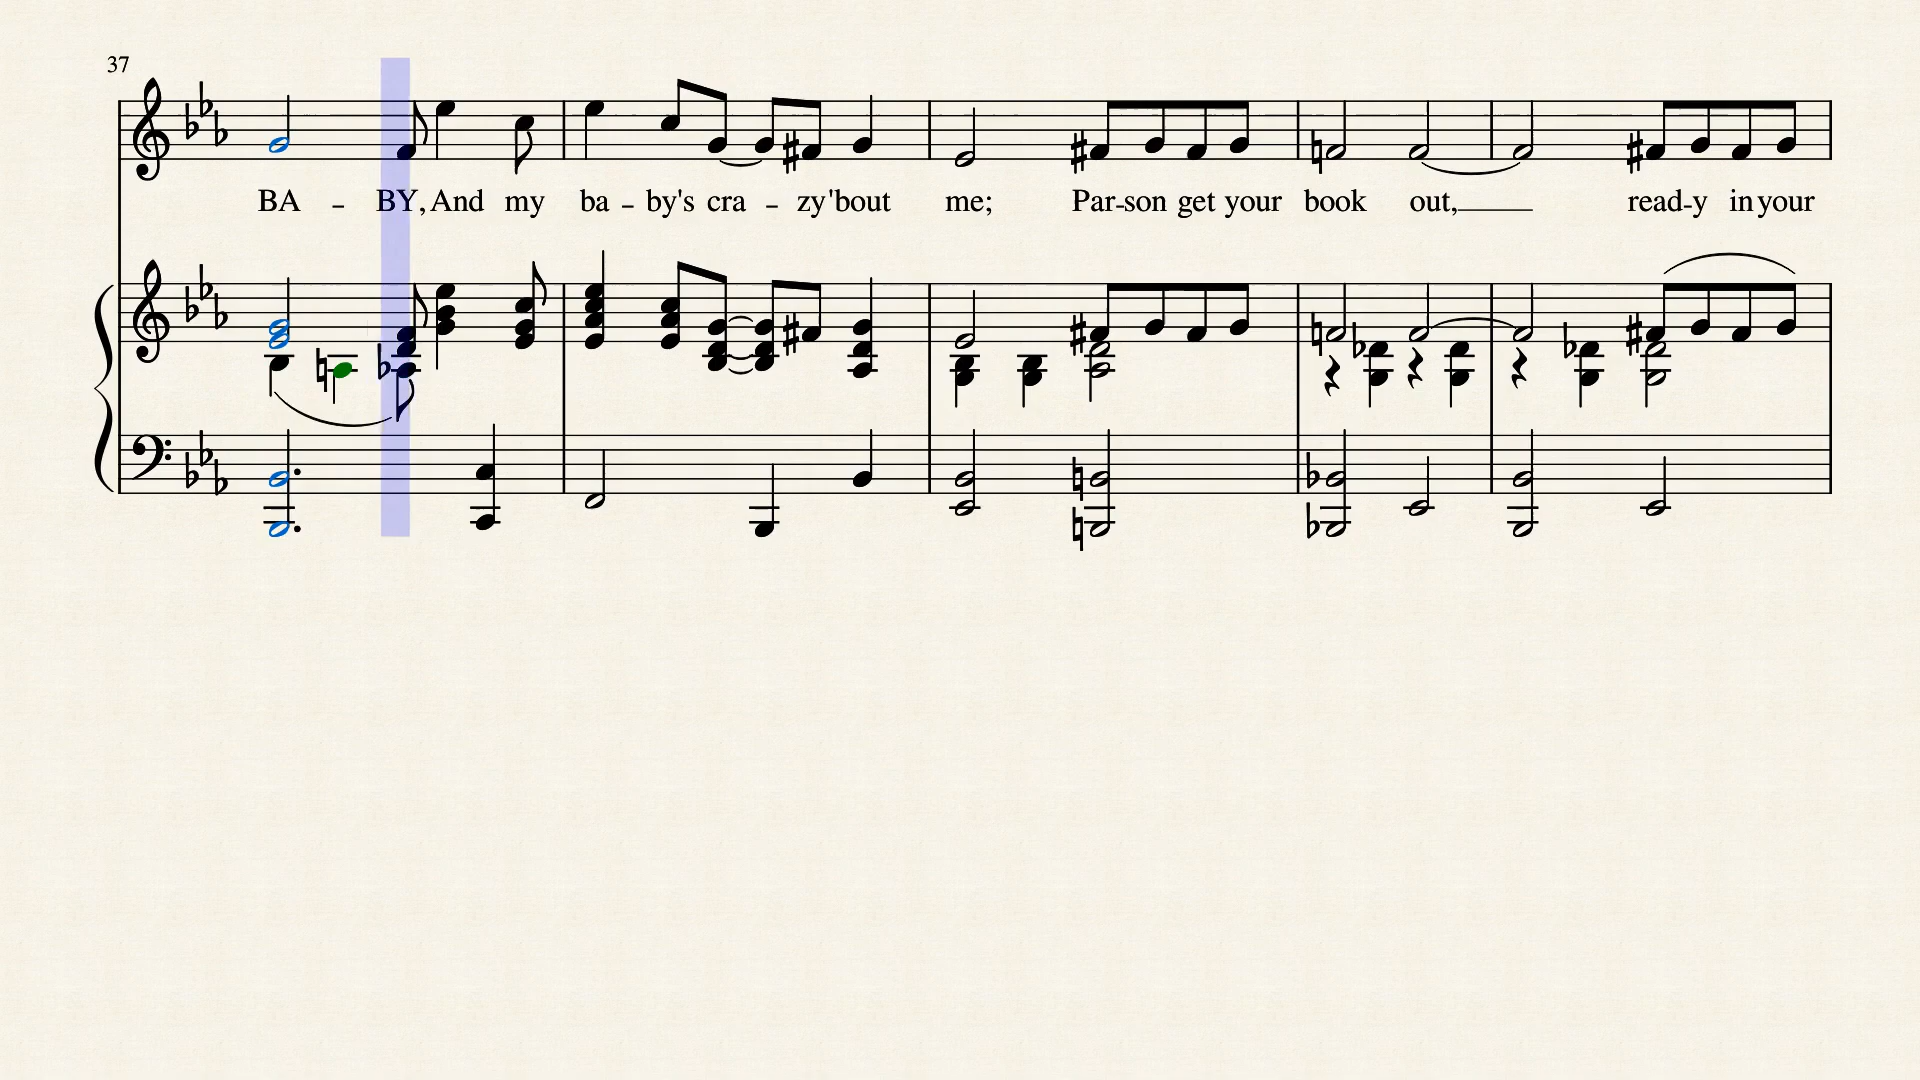 37
BA – BY, And my ba – by's cra – zy 'bout me; Par-son get your book out,___ read-y in your